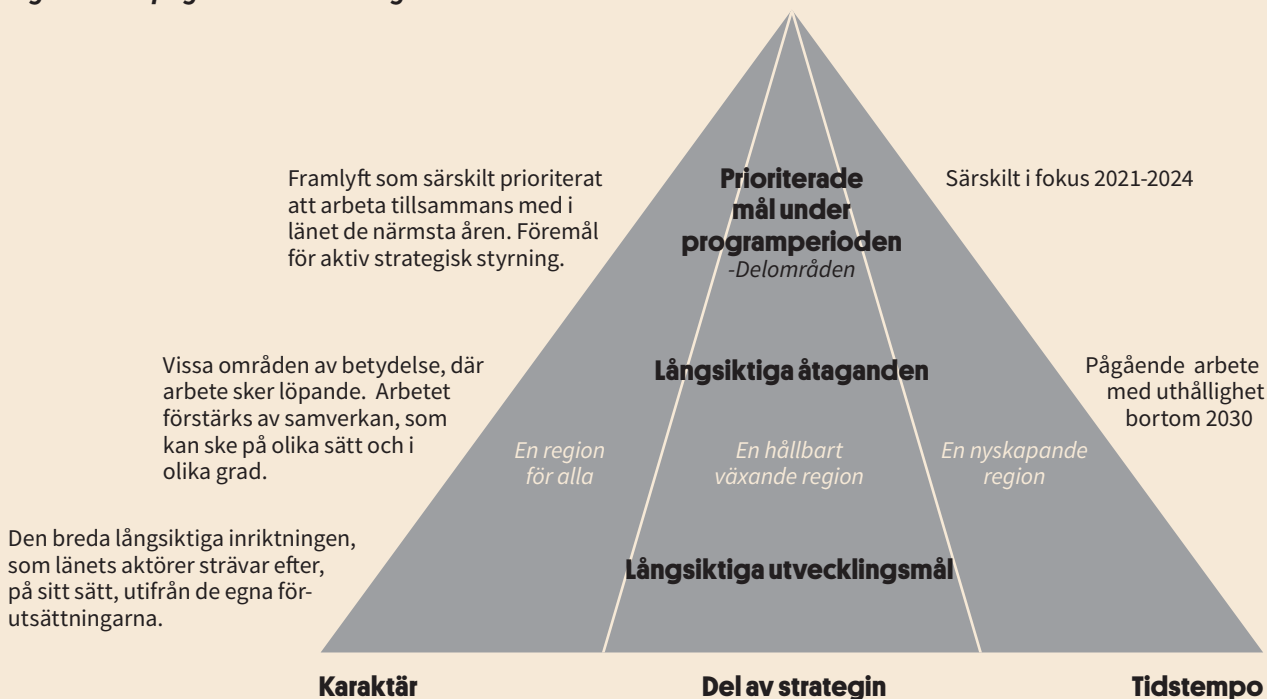 Framlyft som särskilt prioriterat
att arbeta tillsammans med i
länet de närmsta åren. Föremål
för aktiv strategisk styrning.
Prioriterade
mål under
programperioden
-Delområden
Särskilt i fokus 2021-2024
Vissa områden av betydelse, där
arbete sker löpande. Arbetet
förstärks av samverkan, som
kan ske på olika sätt och i
olika grad.
Långsiktiga åtaganden
Pågående arbete
med uthållighet
bortom 2030
En region
för alla
En hållbart
växande region
En nyskapande
region
Den breda långsiktiga inriktningen,
som länets aktörer strävar efter,
på sitt sätt, utifrån de egna för-
utsättningarna.
Långsiktiga utvecklingsmål
Karaktär
Del av strategin
Tidstempo